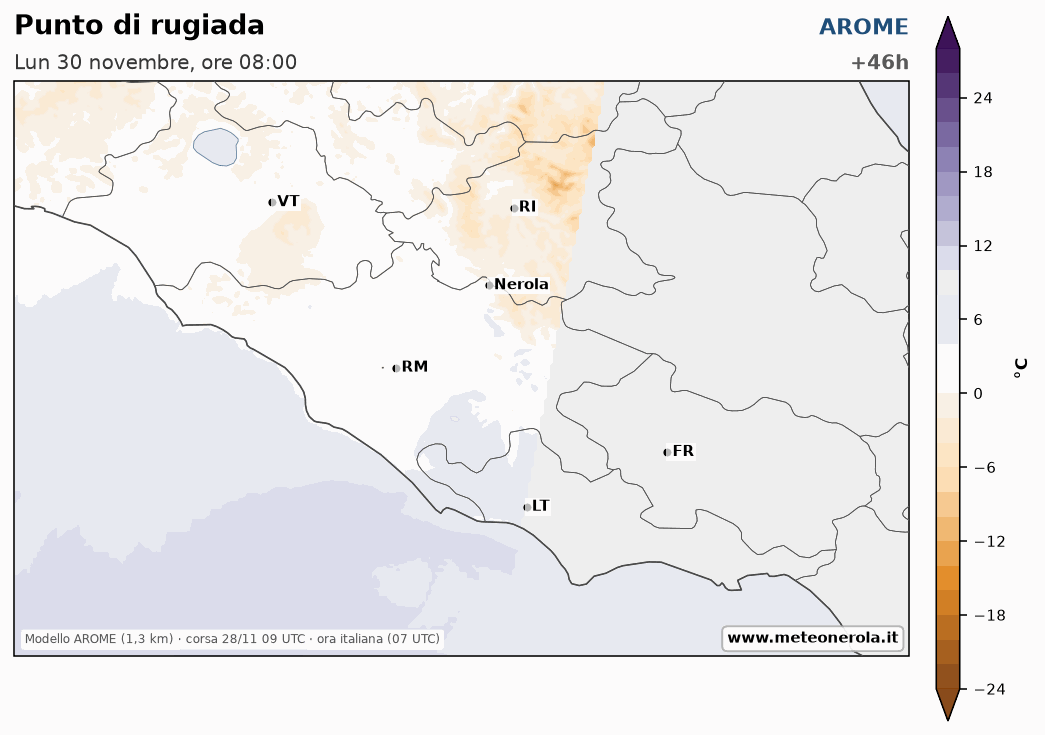 Punto di rugiada
AROME
Lun 30 novembre, ore 08:00
+46h
VT
RI
Nerola
RM
FR
LT
24
18
12
6
0
−6
−12
−18
−24
°C
Modello AROME (1,3 km) · corsa 28/11 09 UTC · ora italiana (07 UTC)
www.meteonerola.it